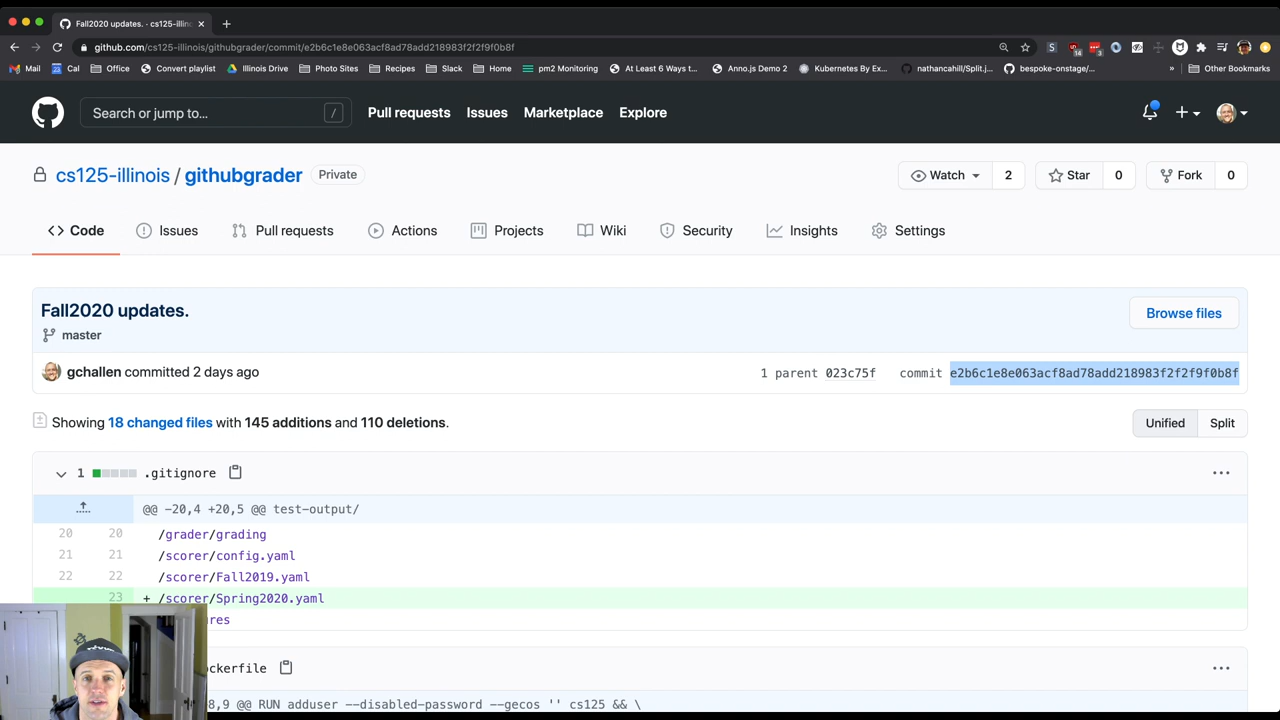 Fall2020 updates. · cs125-illin
github.com/cs125-illinois/githubgrader/commit/e2b6c1e8e063acf8ad78add218983f2f2f9f0b8f
Mail Cal Office Convert playlist Illinois Drive Photo Sites Recipes Slack Home pm2 Monitoring At Least 6 Ways t... Anno.js Demo 2 Kubernetes By Ex... nathancahill/Split.j... bespoke-onstage/... » Other Bookmarks
Search or jump to... / Pull requests Issues Marketplace Explore
cs125-illinois / githubgrader Private Watch 2 Star 0 Fork 0
Code Issues Pull requests Actions Projects Wiki Security Insights Settings
Fall2020 updates. Browse files
master
gchallen committed 2 days ago 1 parent 023c75f commit e2b6c1e8e063acf8ad78add218983f2f2f9f0b8f
Showing 18 changed files with 145 additions and 110 deletions. Unified Split
1 .gitignore
@@ -20,4 +20,5 @@ test-output/
20 20 /grader/grading
21 21 /scorer/config.yaml
22 22 /scorer/Fall2019.yaml
23 + /scorer/Spring2020.yaml
res
ckerfile
8,9 @@ RUN adduser --disabled-password --gecos '' cs125 && \